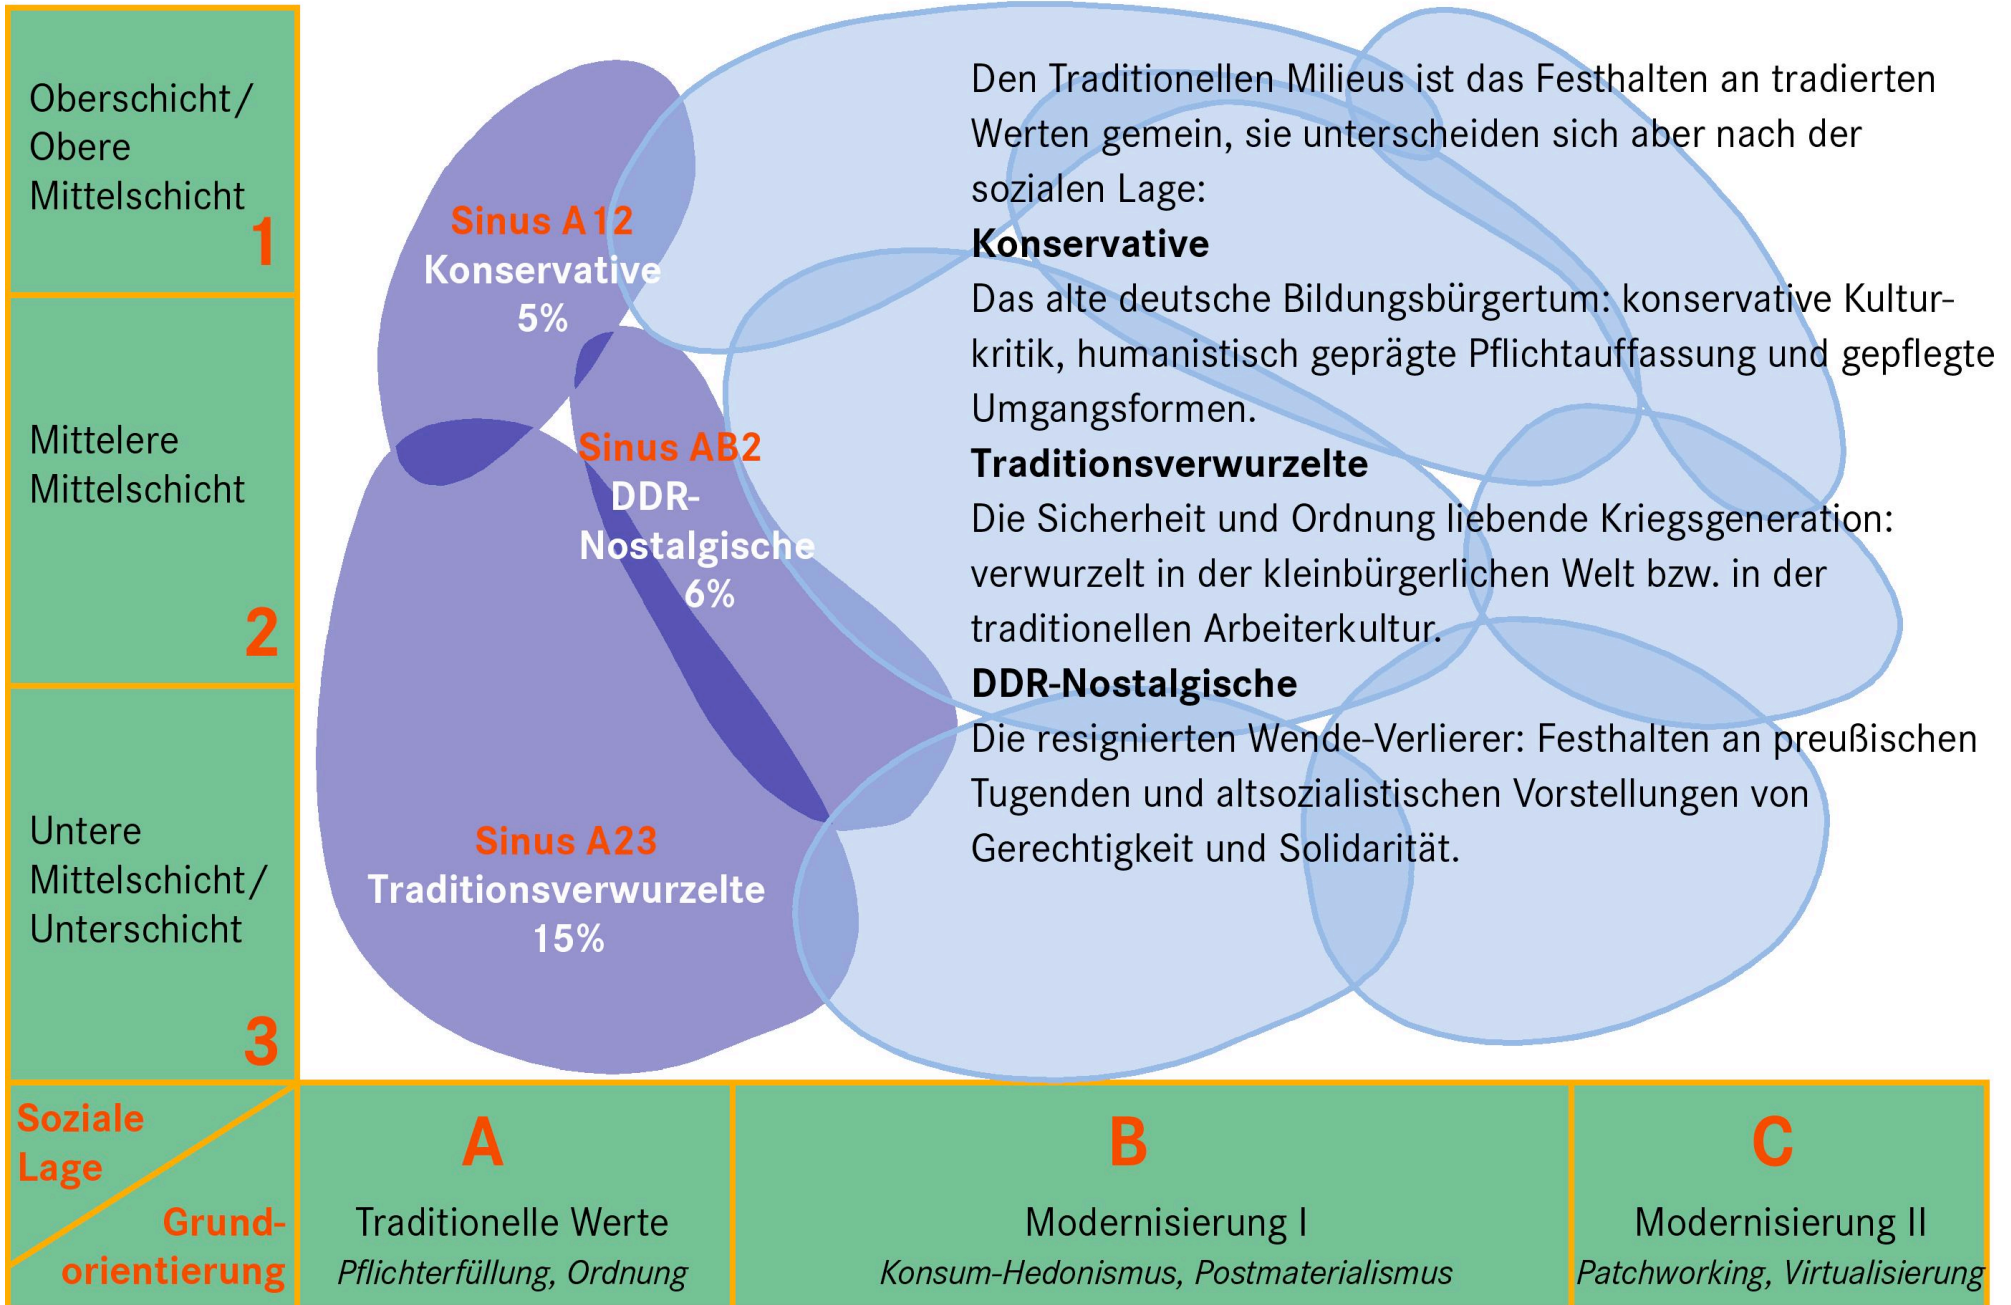 Oberschicht/
Obere
Mittelschicht
1
Mittelere
Mittelschicht
2
Untere
Mittelschicht/
Unterschicht
3
Sinus A12
Konservative
5%
Sinus AB2
DDR-
Nostalgische
6%
Sinus A23
Traditionsverwurzelte
15%
Den Traditionellen Milieus ist das Festhalten an tradierten
Werten gemein, sie unterscheiden sich aber nach der
sozialen Lage:
Konservative
Das alte deutsche Bildungsbürgertum: konservative Kultur-
kritik, humanistisch geprägte Pflichtauffassung und gepflegte
Umgangsformen.
Traditionsverwurzelte
Die Sicherheit und Ordnung liebende Kriegsgeneration:
verwurzelt in der kleinbürgerlichen Welt bzw. in der
traditionellen Arbeiterkultur.
DDR-Nostalgische
Die resignierten Wende-Verlierer: Festhalten an preußischen
Tugenden und altsozialistischen Vorstellungen von
Gerechtigkeit und Solidarität.
Soziale
Lage
Grund-
orientierung
A
Traditionelle Werte
Pflichterfüllung, Ordnung
B
Modernisierung I
Konsum-Hedonismus, Postmaterialismus
C
Modernisierung II
Patchworking, Virtualisierung